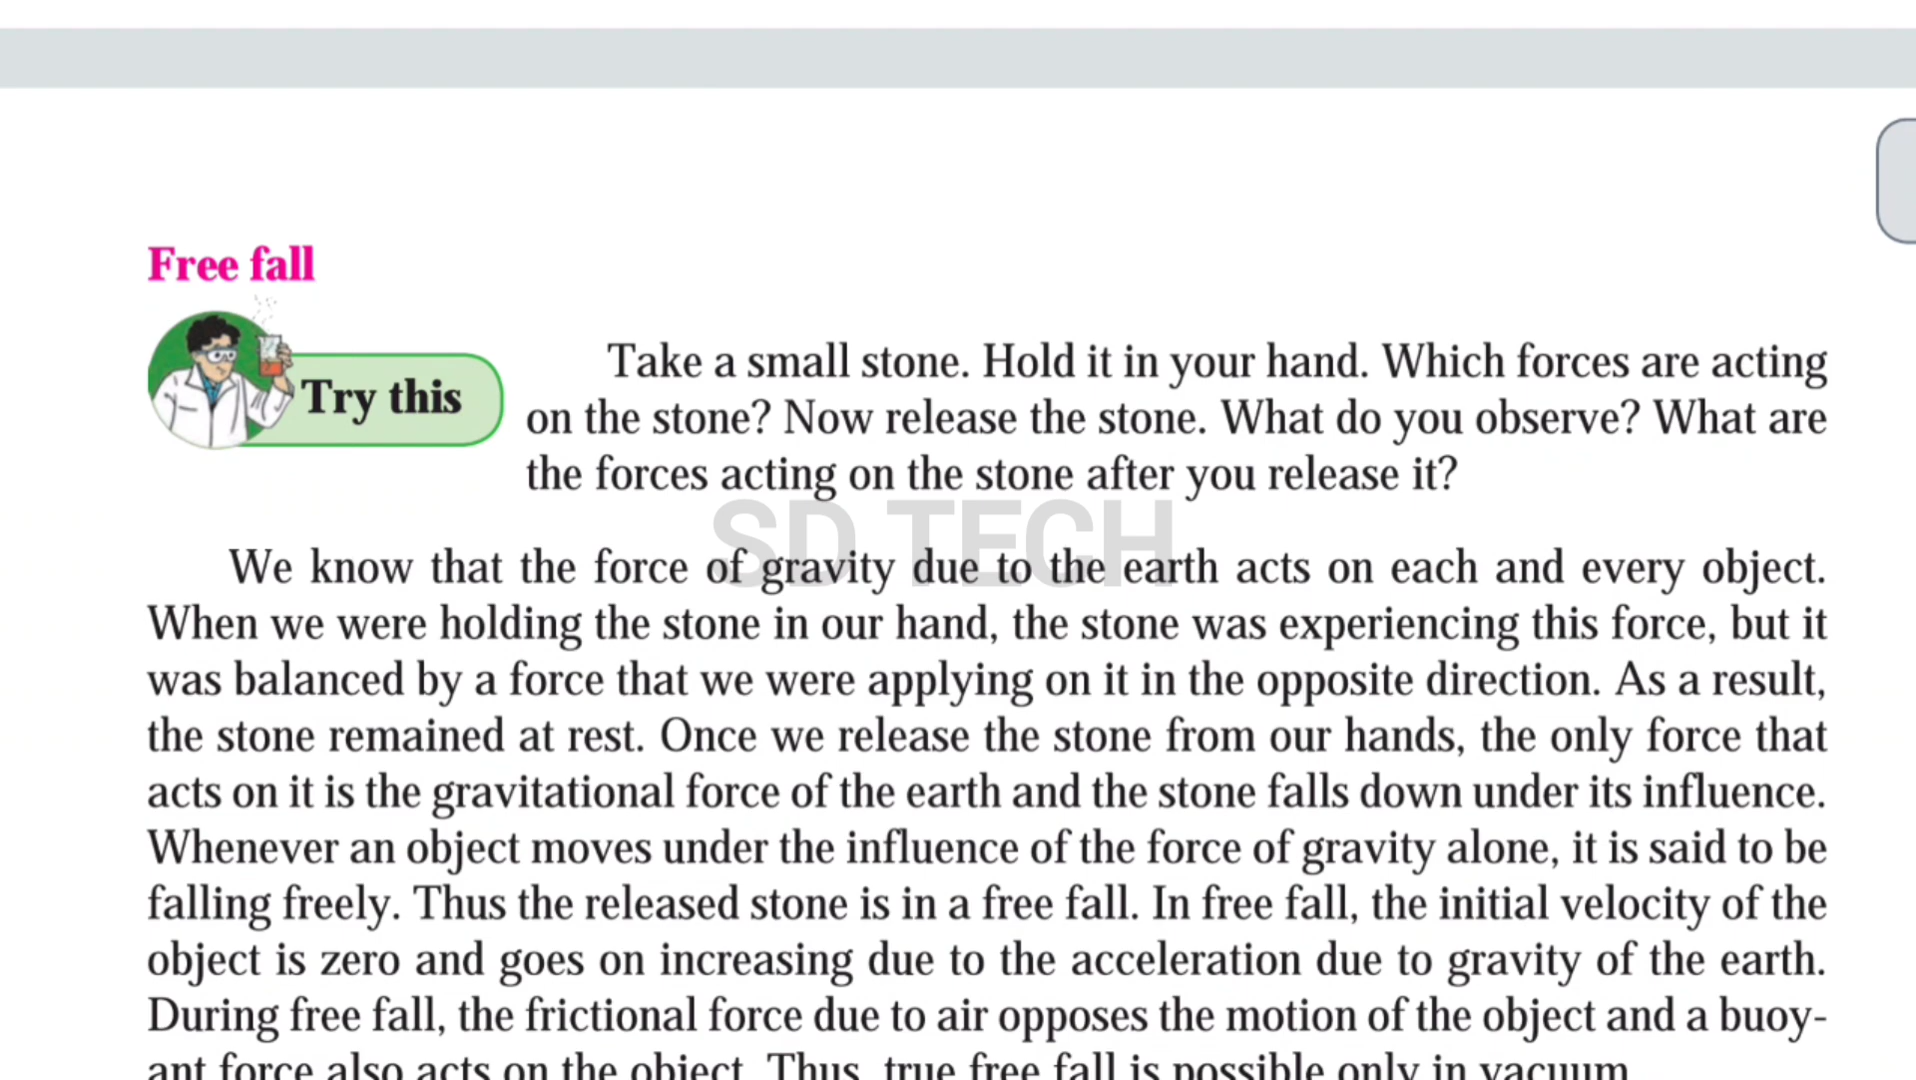 Free fall
Try this
Take a small stone. Hold it in your hand. Which forces are acting
on the stone? Now release the stone. What do you observe? What are
the forces acting on the stone after you release it?
SD TECH
We know that the force of gravity due to the earth acts on each and every object.
When we were holding the stone in our hand, the stone was experiencing this force, but it
was balanced by a force that we were applying on it in the opposite direction. As a result,
the stone remained at rest. Once we release the stone from our hands, the only force that
acts on it is the gravitational force of the earth and the stone falls down under its influence.
Whenever an object moves under the influence of the force of gravity alone, it is said to be
falling freely. Thus the released stone is in a free fall. In free fall, the initial velocity of the
object is zero and goes on increasing due to the acceleration due to gravity of the earth.
During free fall, the frictional force due to air opposes the motion of the object and a buoy-
ant force also acts on the object. Thus, true free fall is possible only in vacuum.